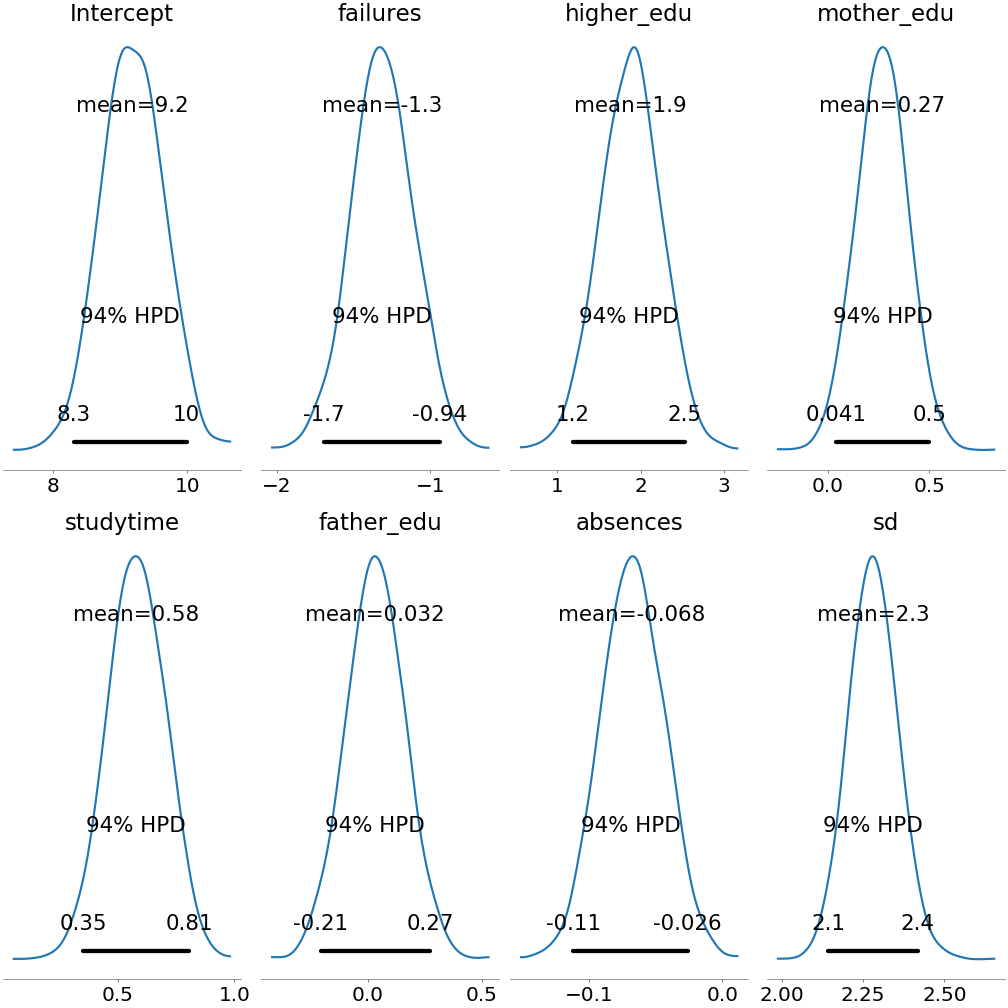 Intercept
mean=9.2
94% HPD
8.3 10
8 10
failures
mean=-1.3
94% HPD
-1.7 -0.94
−2 −1
higher_edu
mean=1.9
94% HPD
1.2 2.5
1 2 3
mother_edu
mean=0.27
94% HPD
0.041 0.5
0.0 0.5
studytime
mean=0.58
94% HPD
0.35 0.81
0.5 1.0
father_edu
mean=0.032
94% HPD
-0.21 0.27
0.0 0.5
absences
mean=-0.068
94% HPD
-0.11 -0.026
−0.1 0.0
sd
mean=2.3
94% HPD
2.1 2.4
2.00 2.25 2.50